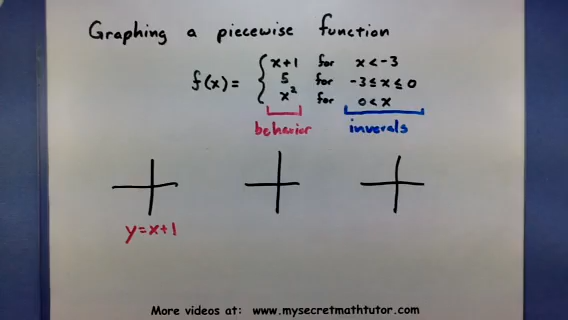 Graphing a piecewise function
x+1 for x < -3
f(x) = { 5 for -3 ≤ x ≤ 0
x² for 0 < x
behavior inverals
y=x+1
More videos at: www.mysecretmathtutor.com